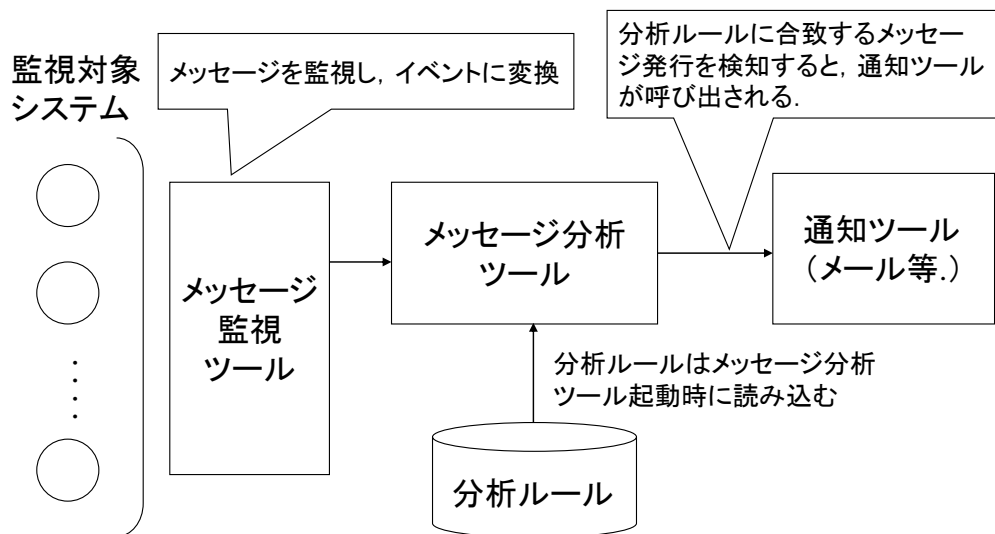 監視対象
システム
メッセージを監視し，イベントに変換
分析ルールに合致するメッセー
ジ発行を検知すると，通知ツール
が呼び出される.
メッセージ
監視
ツール
メッセージ分析
ツール
通知ツール
（メール等.）
分析ルールはメッセージ分析
ツール起動時に読み込む
分析ルール